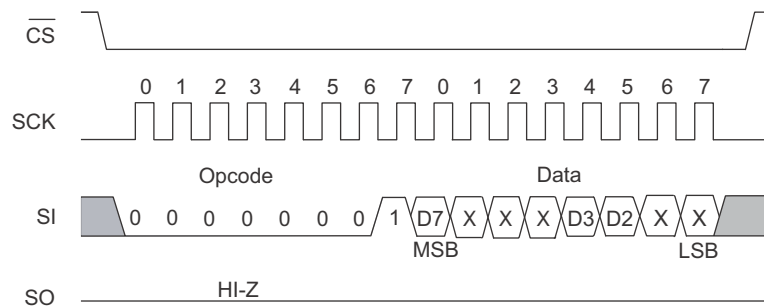 CS
0 1 2 3 4 5 6 7 0 1 2 3 4 5 6 7
SCK
Opcode Data
SI 0 0 0 0 0 0 0 1 D7 X X X D3 D2 X X
MSB LSB
HI-Z
SO